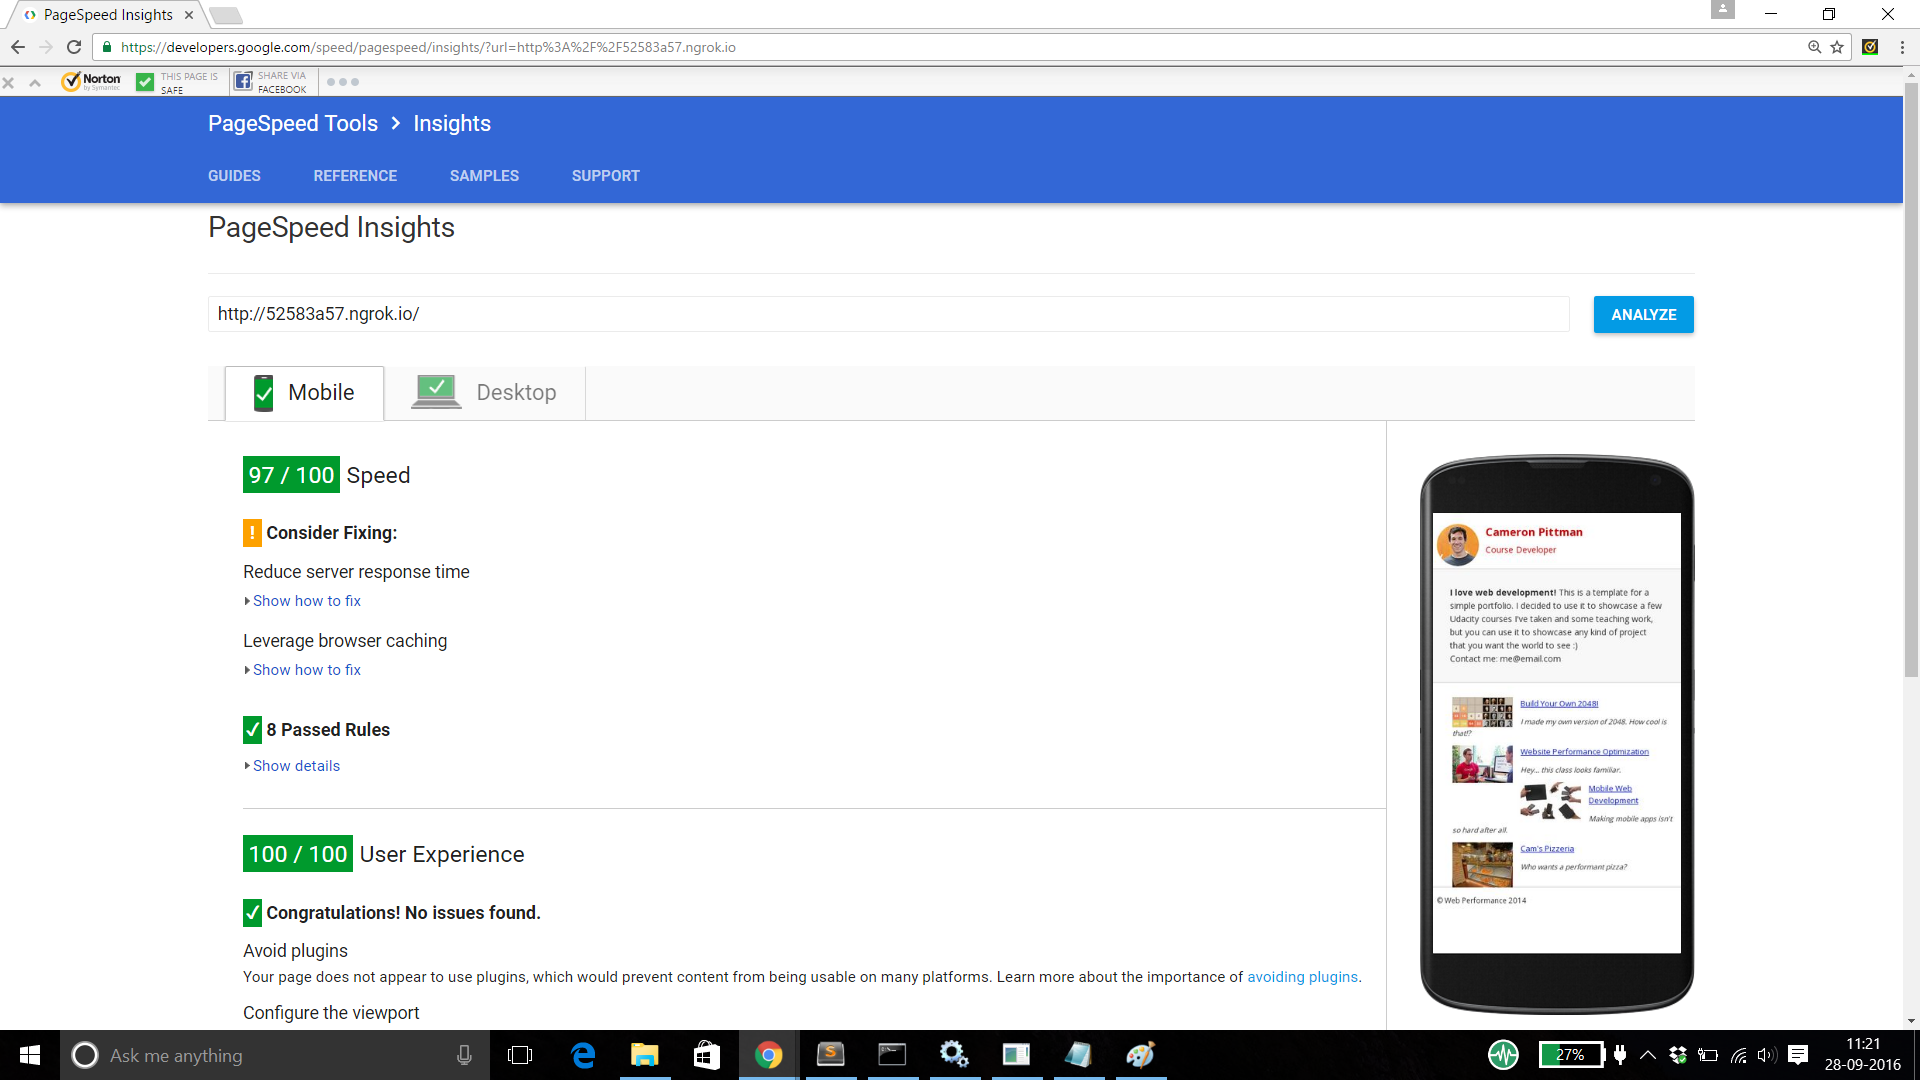 PageSpeed Insights
https://developers.google.com/speed/pagespeed/insights/?url=http%3A%2F%2F52583a57.ngrok.io
Norton
by Symantec
THIS PAGE IS
SAFE
SHARE VIA
FACEBOOK
PageSpeed Tools > Insights
GUIDES REFERENCE SAMPLES SUPPORT
PageSpeed Insights
http://52583a57.ngrok.io/
ANALYZE
Mobile Desktop
97 / 100 Speed
! Consider Fixing:
Reduce server response time
Show how to fix
Leverage browser caching
Show how to fix
8 Passed Rules
Show details
100 / 100 User Experience
Congratulations! No issues found.
Avoid plugins
Your page does not appear to use plugins, which would prevent content from being usable on many platforms. Learn more about the importance of avoiding plugins.
Configure the viewport
Cameron Pittman
Course Developer
I love web development! This is a template for a
simple portfolio. I decided to use it to showcase a few
Udacity courses I've taken and some teaching work,
but you can use it to showcase any kind of project
that you want the world to see :)
Contact me: me@email.com
Build Your Own 2048!
I made my own version of 2048. How cool is
that!?
Website Performance Optimization
Hey... this class looks familiar.
Mobile Web
Development
Making mobile apps isn't
so hard after all.
Cam's Pizzeria
Who wants a performant pizza?
© Web Performance 2014
Ask me anything
27%
11:21
28-09-2016